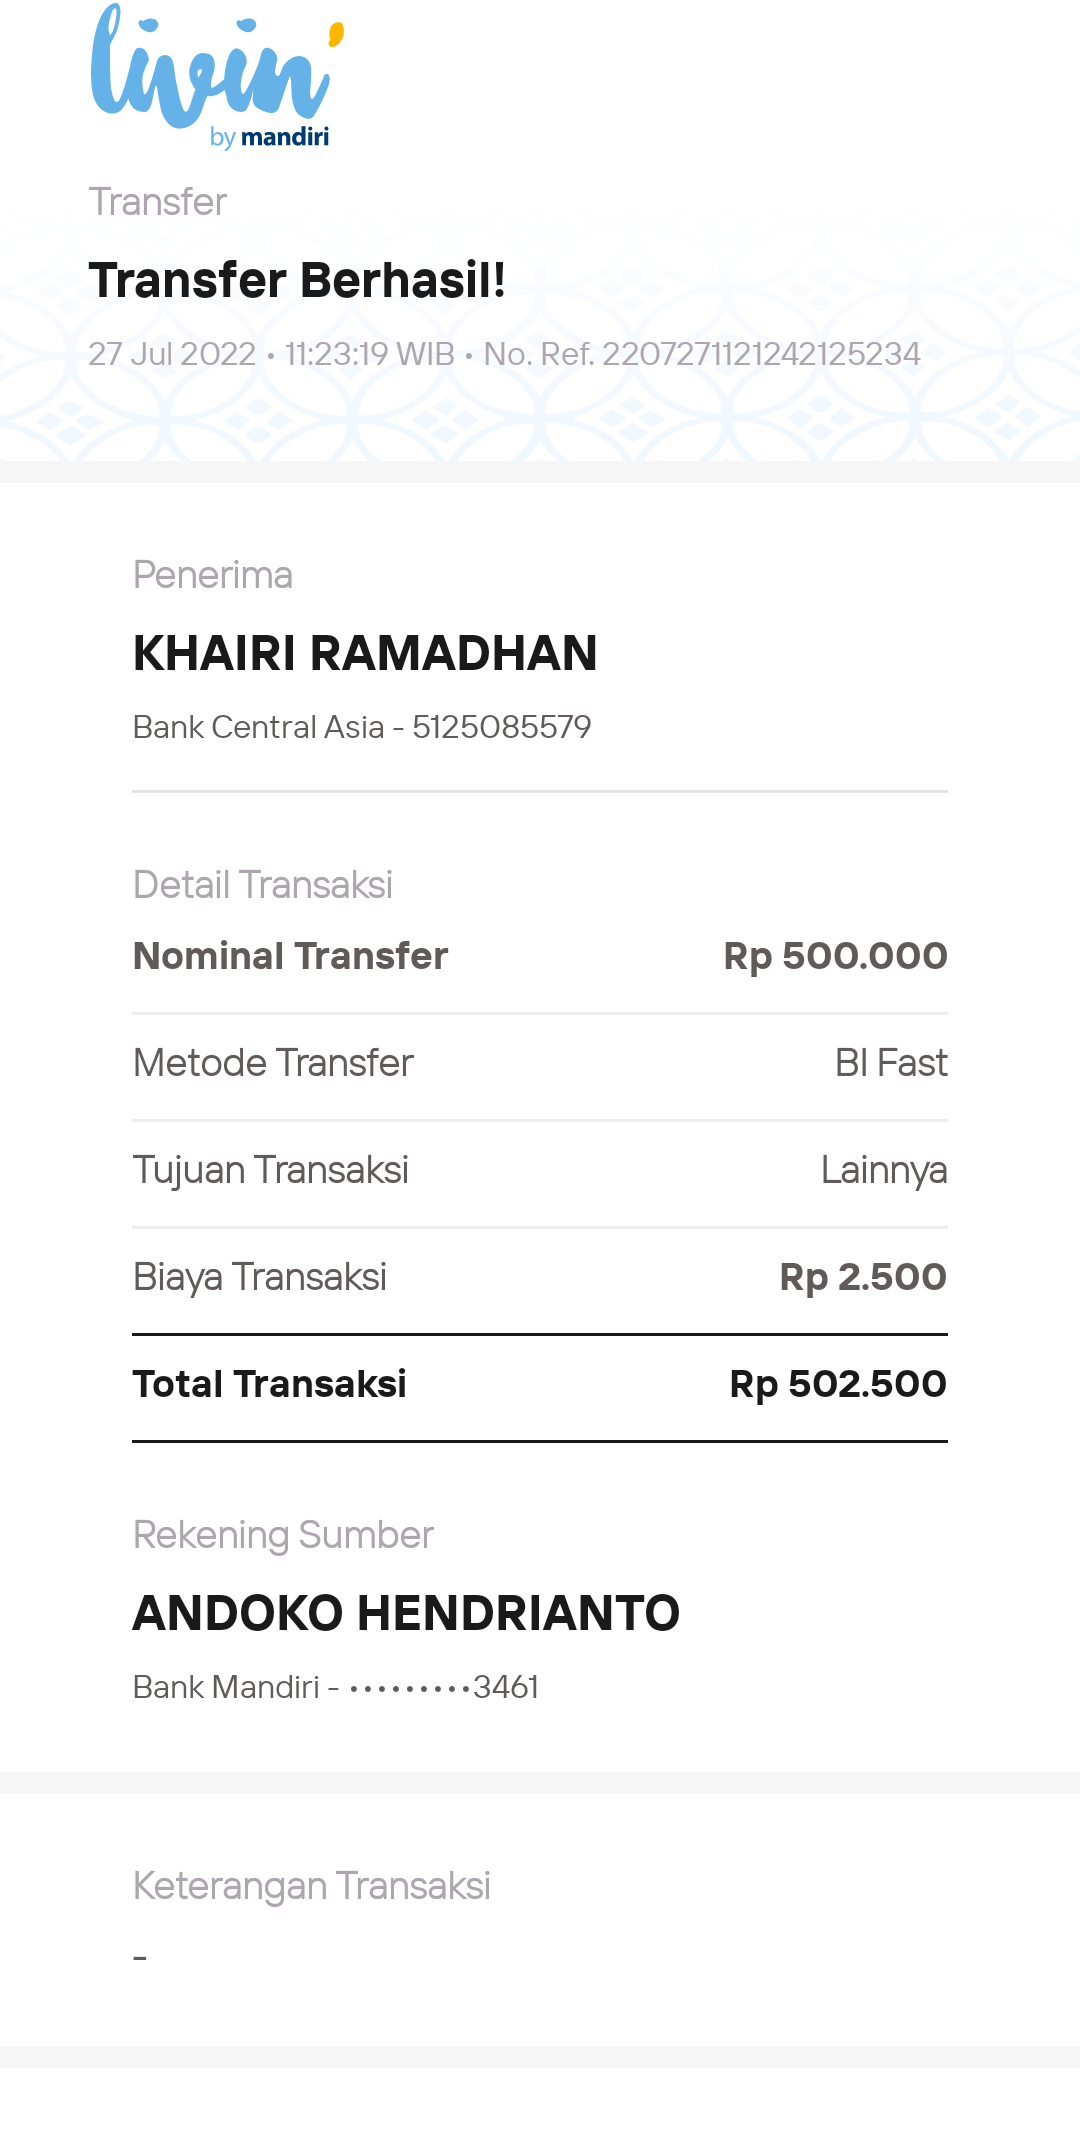 livin'
by mandiri
Transfer
Transfer Berhasil!
27 Jul 2022 • 11:23:19 WIB • No. Ref. 2207271121242125234
Penerima
KHAIRI RAMADHAN
Bank Central Asia - 5125085579
Detail Transaksi
Nominal Transfer Rp 500.000
Metode Transfer BI Fast
Tujuan Transaksi Lainnya
Biaya Transaksi Rp 2.500
Total Transaksi Rp 502.500
Rekening Sumber
ANDOKO HENDRIANTO
Bank Mandiri - •••••••••3461
Keterangan Transaksi
-